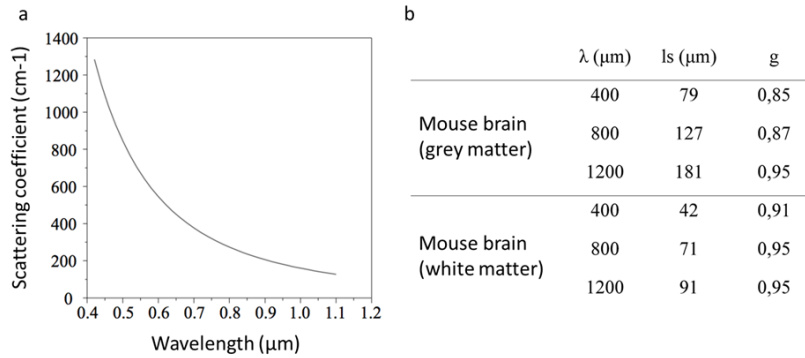 a
Scattering coefficient (cm-1)
1400
1200
1000
800
600
400
200
0
0.4 0.5 0.6 0.7 0.8 0.9 1.0 1.1 1.2
Wavelength (μm)
b
λ (μm) ls (μm) g
Mouse brain
(grey matter)
400 79 0,85
800 127 0,87
1200 181 0,95
Mouse brain
(white matter)
400 42 0,91
800 71 0,95
1200 91 0,95